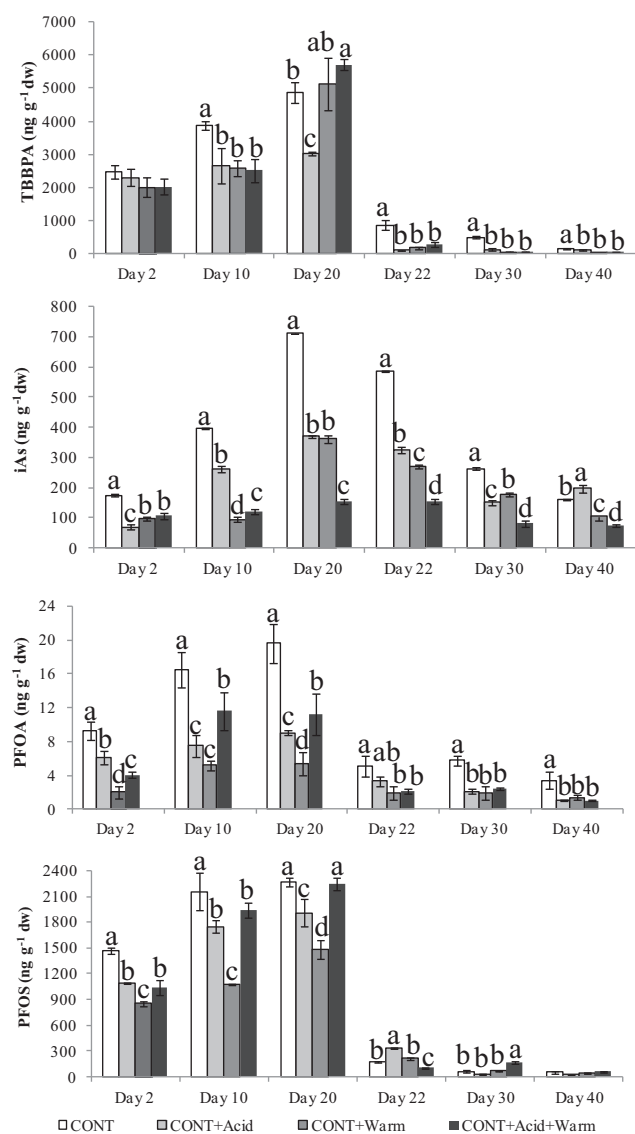 TBBPA (ng g⁻¹ dw)
7000
6000
5000
4000
3000
2000
1000
0
a b b b
b c ab a
a b b b
a b b b
a b b b
Day 2 Day 10 Day 20 Day 22 Day 30 Day 40
iAs (ng g⁻¹dw)
800
700
600
500
400
300
200
100
0
a c b b
a b d c
a b b c
a b c d
a c b d
b a c d
Day 2 Day 10 Day 20 Day 22 Day 30 Day 40
PFOA (ng g⁻¹ dw)
24
20
16
12
8
4
0
a b d c
a c c b
a c d b
a ab b b
a b b b
a b b b
Day 2 Day 10 Day 20 Day 22 Day 30 Day 40
PFOS (ng g⁻¹ dw)
2400
2100
1800
1500
1200
900
600
300
0
a b c b
a b c b
a c d a
b a b c
b b b a
Day 2 Day 10 Day 20 Day 22 Day 30 Day 40
CONT CONT+Acid CONT+Warm CONT+Acid+Warm